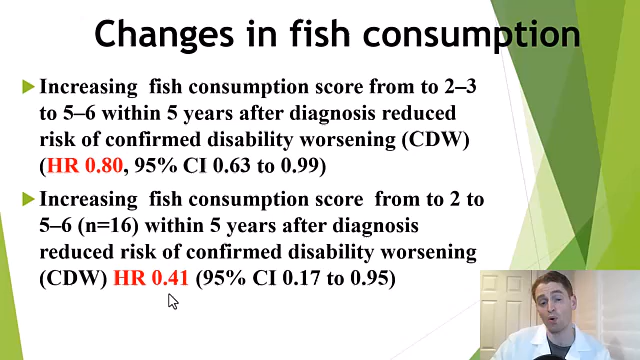 Changes in fish consumption
Increasing fish consumption score from to 2–3
to 5–6 within 5 years after diagnosis reduced
risk of confirmed disability worsening (CDW)
(HR 0.80, 95% CI 0.63 to 0.99)
Increasing fish consumption score from to 2 to
5–6 (n=16) within 5 years after diagnosis
reduced risk of confirmed disability worsening
(CDW) HR 0.41 (95% CI 0.17 to 0.95)